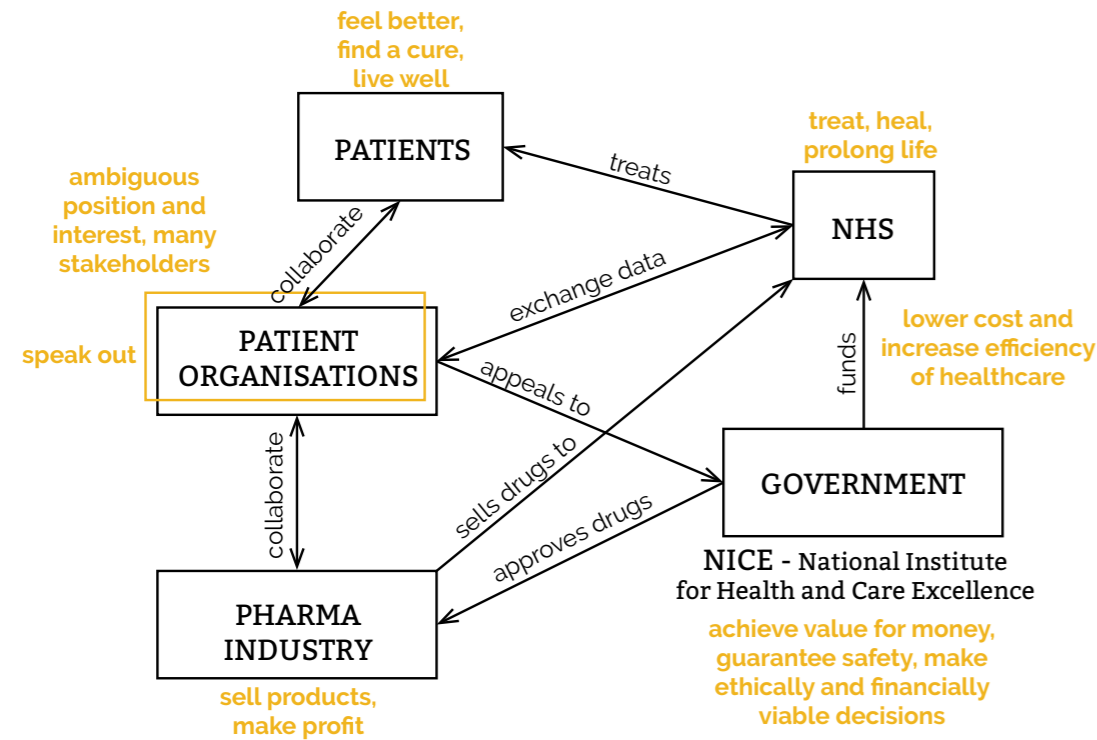 feel better,
find a cure,
live well
PATIENTS
treat, heal,
prolong life
NHS
treats
ambiguous
position and
interest, many
stakeholders
collaborate
exchange data
speak out
PATIENT
ORGANISATIONS
lower cost and
increase efficiency
of healthcare
funds
appeals to
collaborate
sells drugs to
approves drugs
GOVERNMENT
NICE - National Institute
for Health and Care Excellence
achieve value for money,
guarantee safety, make
ethically and financially
viable decisions
PHARMA
INDUSTRY
sell products,
make profit